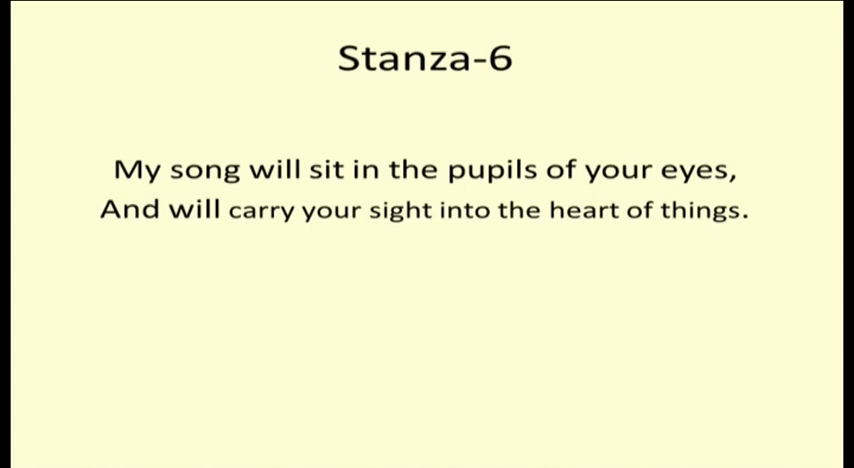 Stanza-6
My song will sit in the pupils of your eyes,
And will carry your sight into the heart of things.